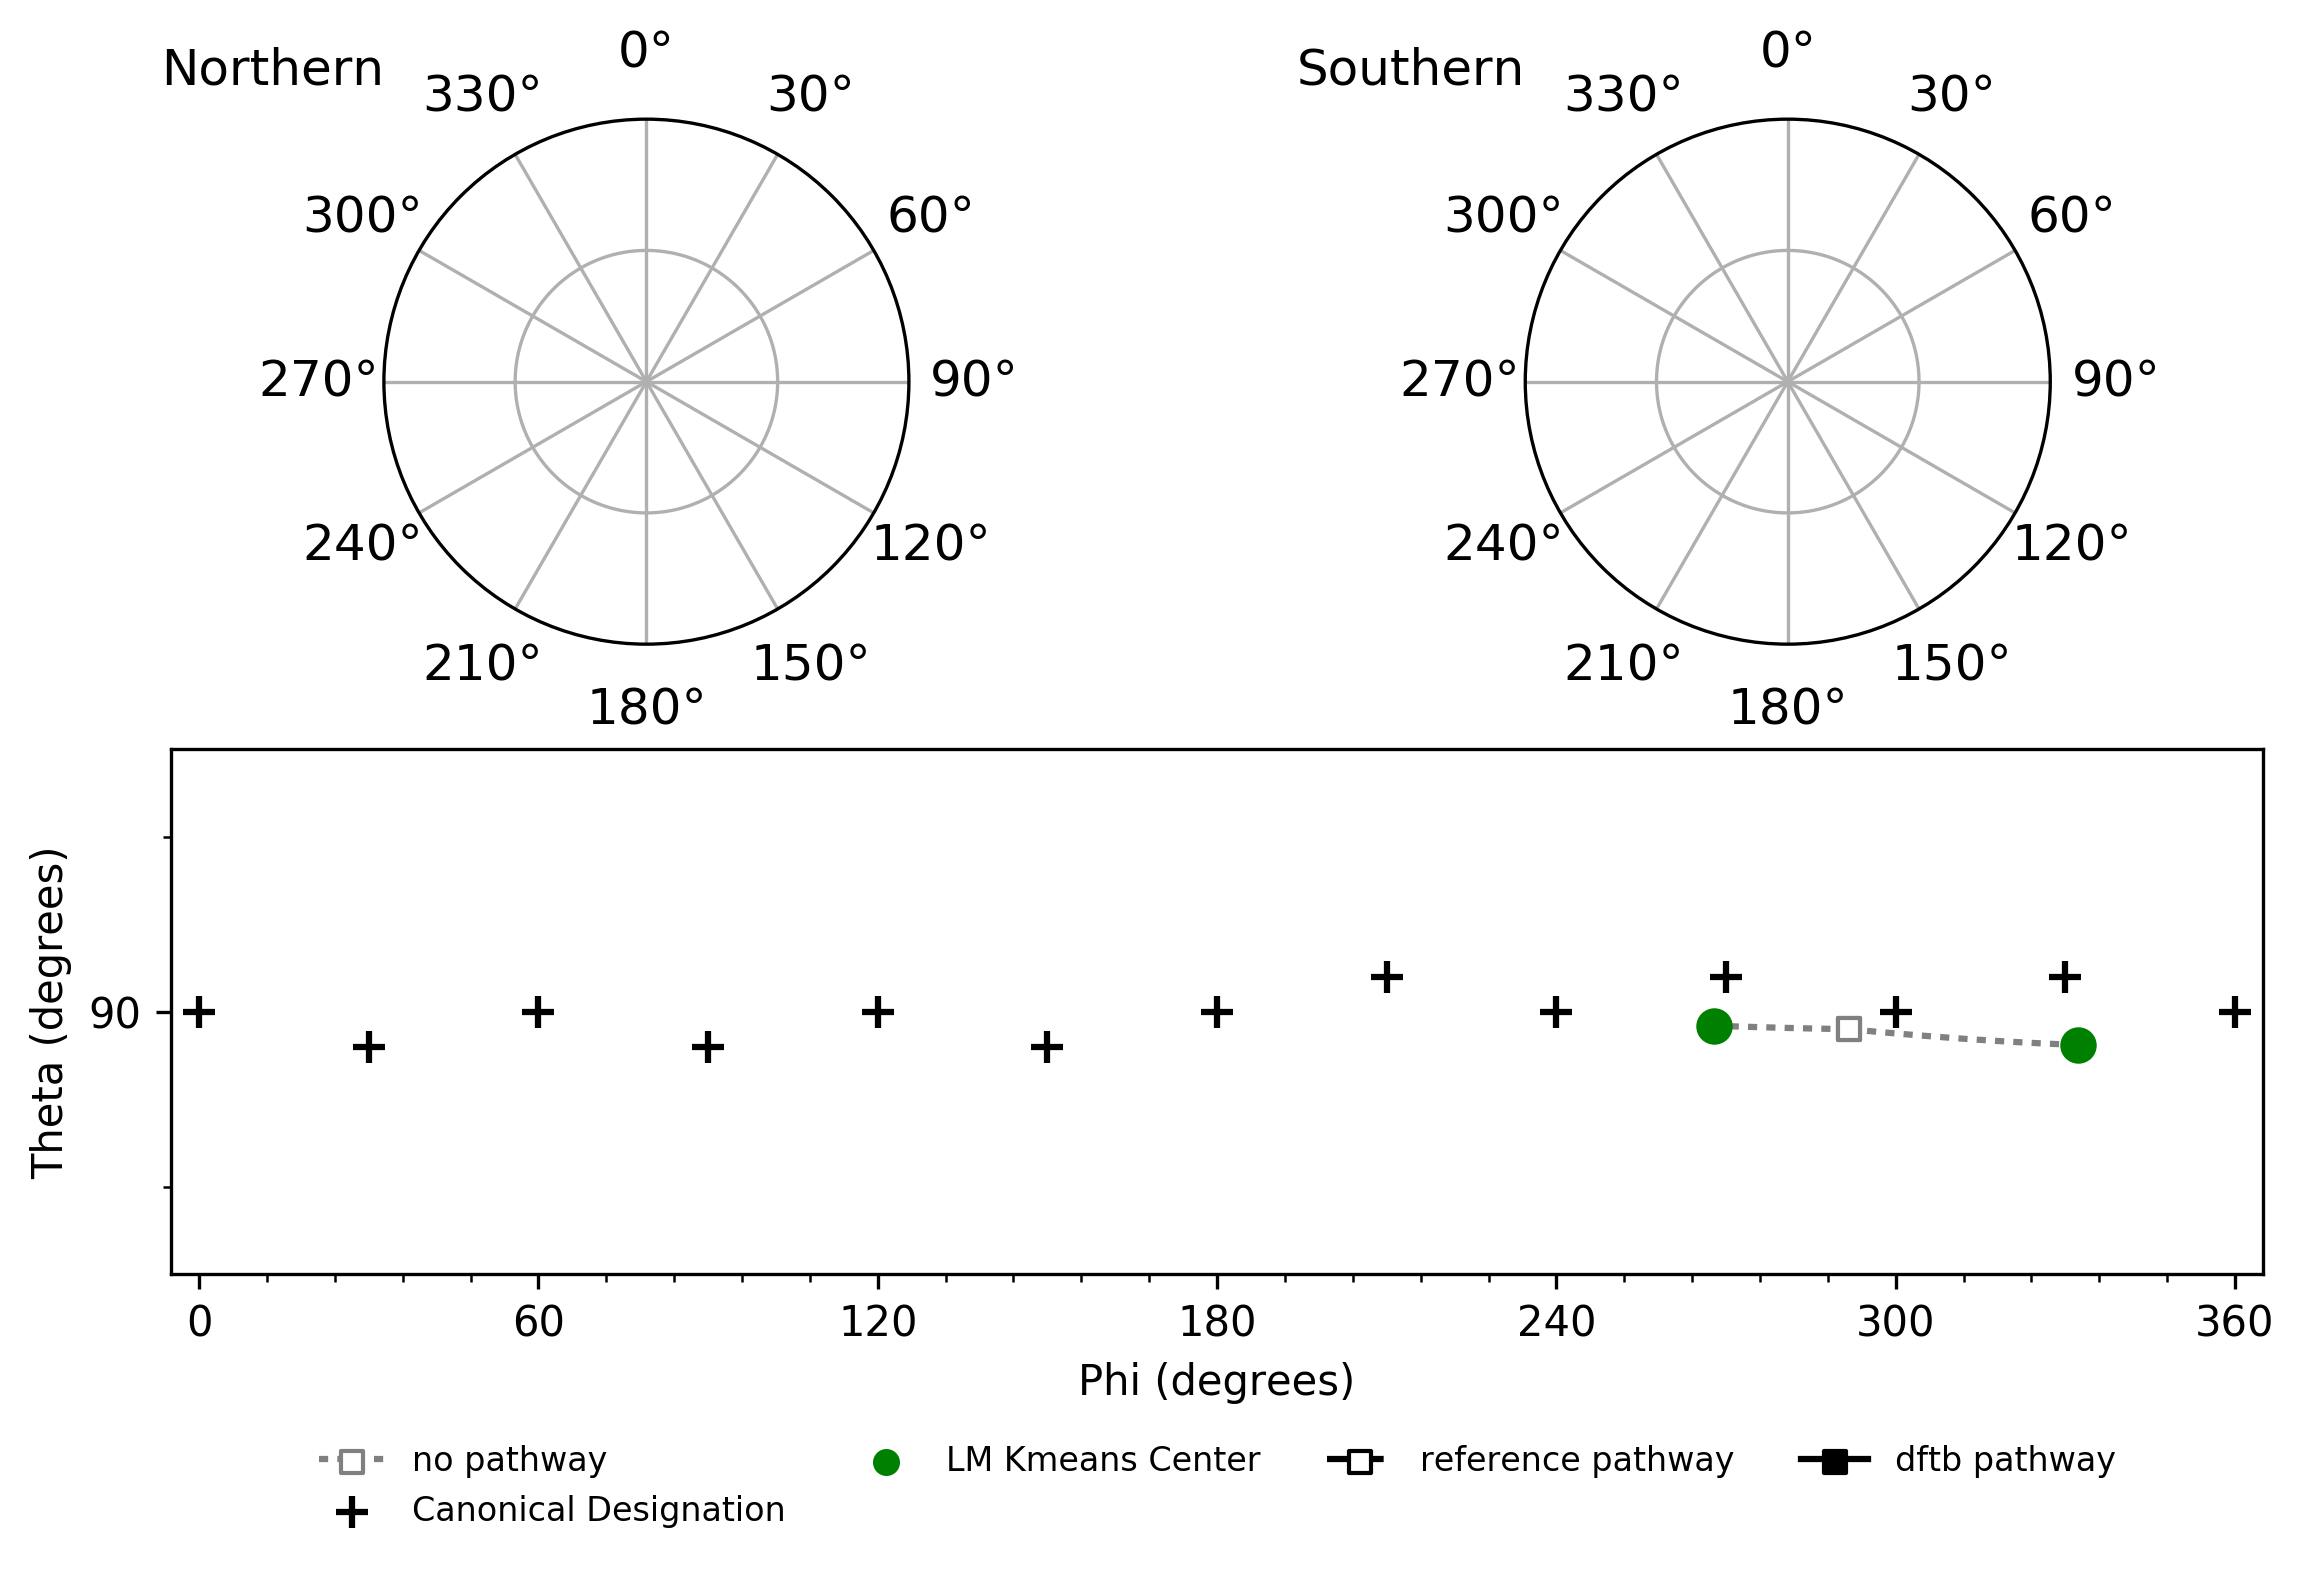 Northern
0°
30°
60°
90°
120°
150°
180°
210°
240°
270°
300°
330°
Southern
0°
30°
60°
90°
120°
150°
180°
210°
240°
270°
300°
330°
Theta (degrees)
90
0 60 120 180 240 300 360
Phi (degrees)
no pathway
Canonical Designation
LM Kmeans Center
reference pathway
dftb pathway